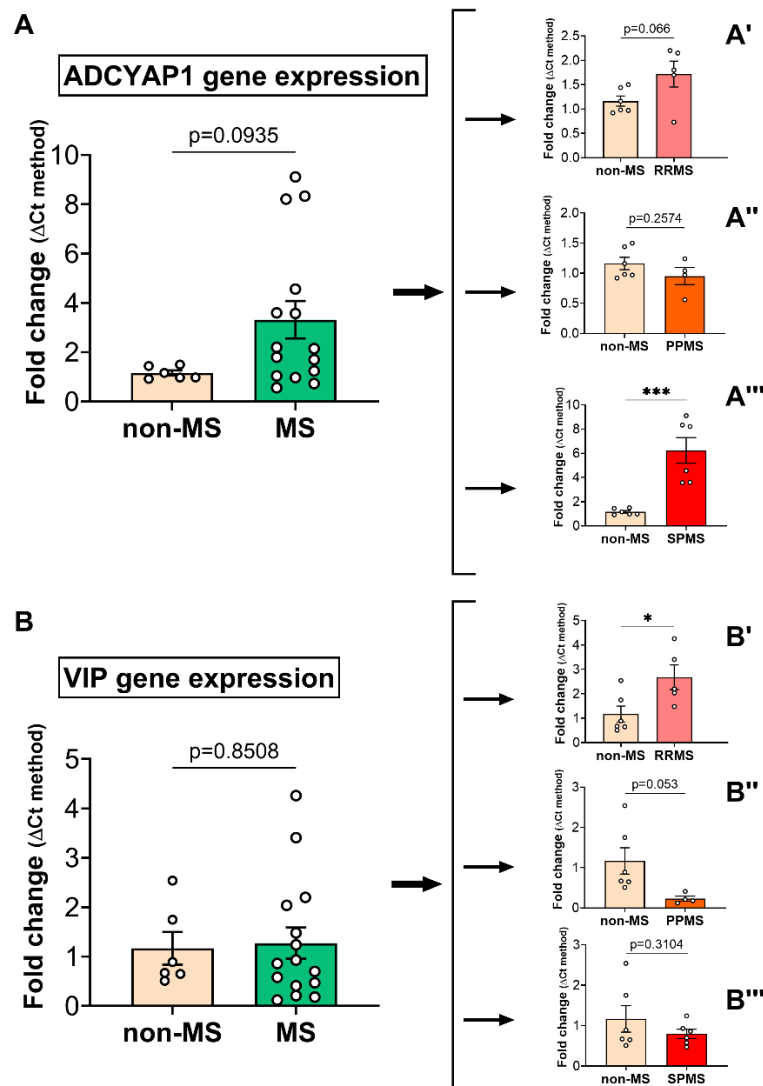 A
ADCYAP1 gene expression
p=0.0935
Fold change (ΔCt method)
10
8
6
4
2
0
non-MS MS
A'
p=0.066
Fold change (ΔCt method)
2.5
2.0
1.5
1.0
0.5
0.0
non-MS RRMS
A''
p=0.2574
Fold change (ΔCt method)
2.0
1.5
1.0
0.5
0.0
non-MS PPMS
A'''
***
Fold change (ΔCt method)
10
8
6
4
2
0
non-MS SPMS
B
VIP gene expression
p=0.8508
Fold change (ΔCt method)
5
4
3
2
1
0
non-MS MS
B'
*
Fold change (ΔCt method)
5
4
3
2
1
0
non-MS RRMS
B''
p=0.053
Fold change (ΔCt method)
3
2
1
0
non-MS PPMS
B'''
p=0.3104
Fold change (ΔCt method)
3
2
1
0
non-MS SPMS